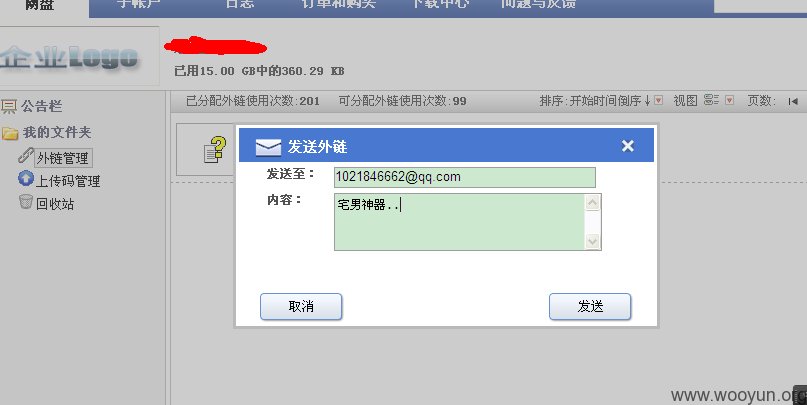 网盘 子帐户 日志 订单和购买 下载中心 问题与反馈
企业Logo
已用15.00 GB中的360.29 KB
公告栏
已分配外链使用次数:201 可分配外链使用次数:99 排序:开始时间倒序↓ 视图 页数:
我的文件夹
外链管理
上传码管理
回收站
发送外链
发送至：
1021846662@qq.com
内容：
宅男神器..
取消
发送
www.wooyun.org